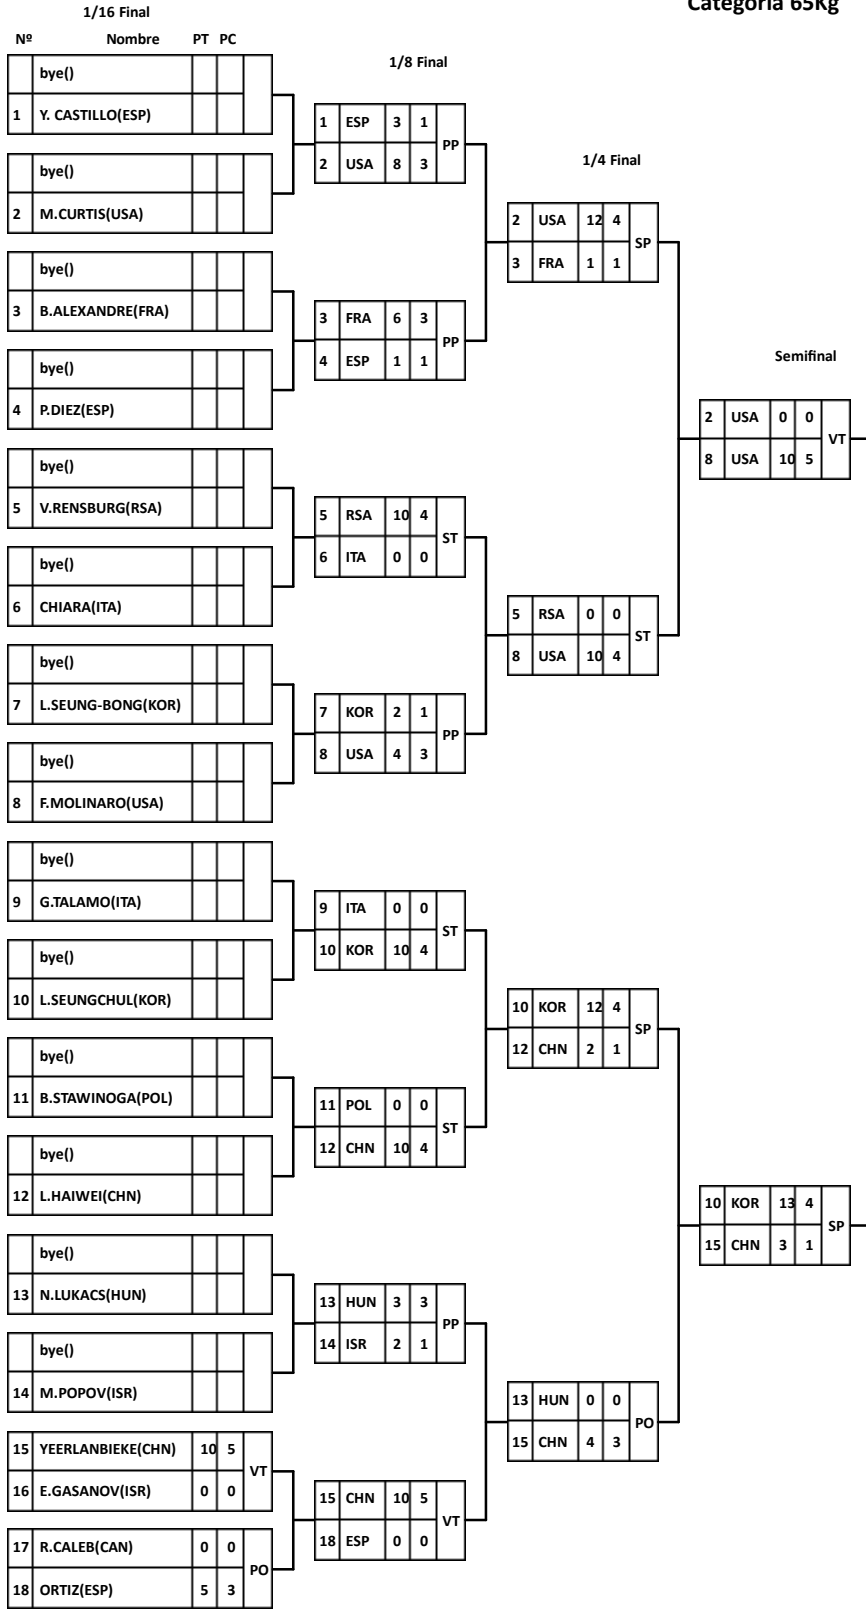 Categoría 65Kg
1/16 Final
Nº Nombre PT PC
bye()
1 Y. CASTILLO(ESP)
bye()
2 M.CURTIS(USA)
bye()
3 B.ALEXANDRE(FRA)
bye()
4 P.DIEZ(ESP)
bye()
5 V.RENSBURG(RSA)
bye()
6 CHIARA(ITA)
bye()
7 L.SEUNG-BONG(KOR)
bye()
8 F.MOLINARO(USA)
bye()
9 G.TALAMO(ITA)
bye()
10 L.SEUNGCHUL(KOR)
bye()
11 B.STAWINOGA(POL)
bye()
12 L.HAIWEI(CHN)
bye()
13 N.LUKACS(HUN)
bye()
14 M.POPOV(ISR)
15 YEERLANBIEKE(CHN) 10 5
VT
16 E.GASANOV(ISR) 0 0
17 R.CALEB(CAN) 0 0
PO
18 ORTIZ(ESP) 5 3
1/8 Final
1 ESP 3 1
PP
2 USA 8 3
3 FRA 6 3
PP
4 ESP 1 1
5 RSA 10 4
ST
6 ITA 0 0
7 KOR 2 1
PP
8 USA 4 3
9 ITA 0 0
ST
10 KOR 10 4
11 POL 0 0
ST
12 CHN 10 4
13 HUN 3 3
PP
14 ISR 2 1
15 CHN 10 5
VT
18 ESP 0 0
1/4 Final
2 USA 12 4
SP
3 FRA 1 1
5 RSA 0 0
ST
8 USA 10 4
10 KOR 12 4
SP
12 CHN 2 1
13 HUN 0 0
PO
15 CHN 4 3
Semifinal
2 USA 0 0
VT
8 USA 10 5
10 KOR 13 4
SP
15 CHN 3 1